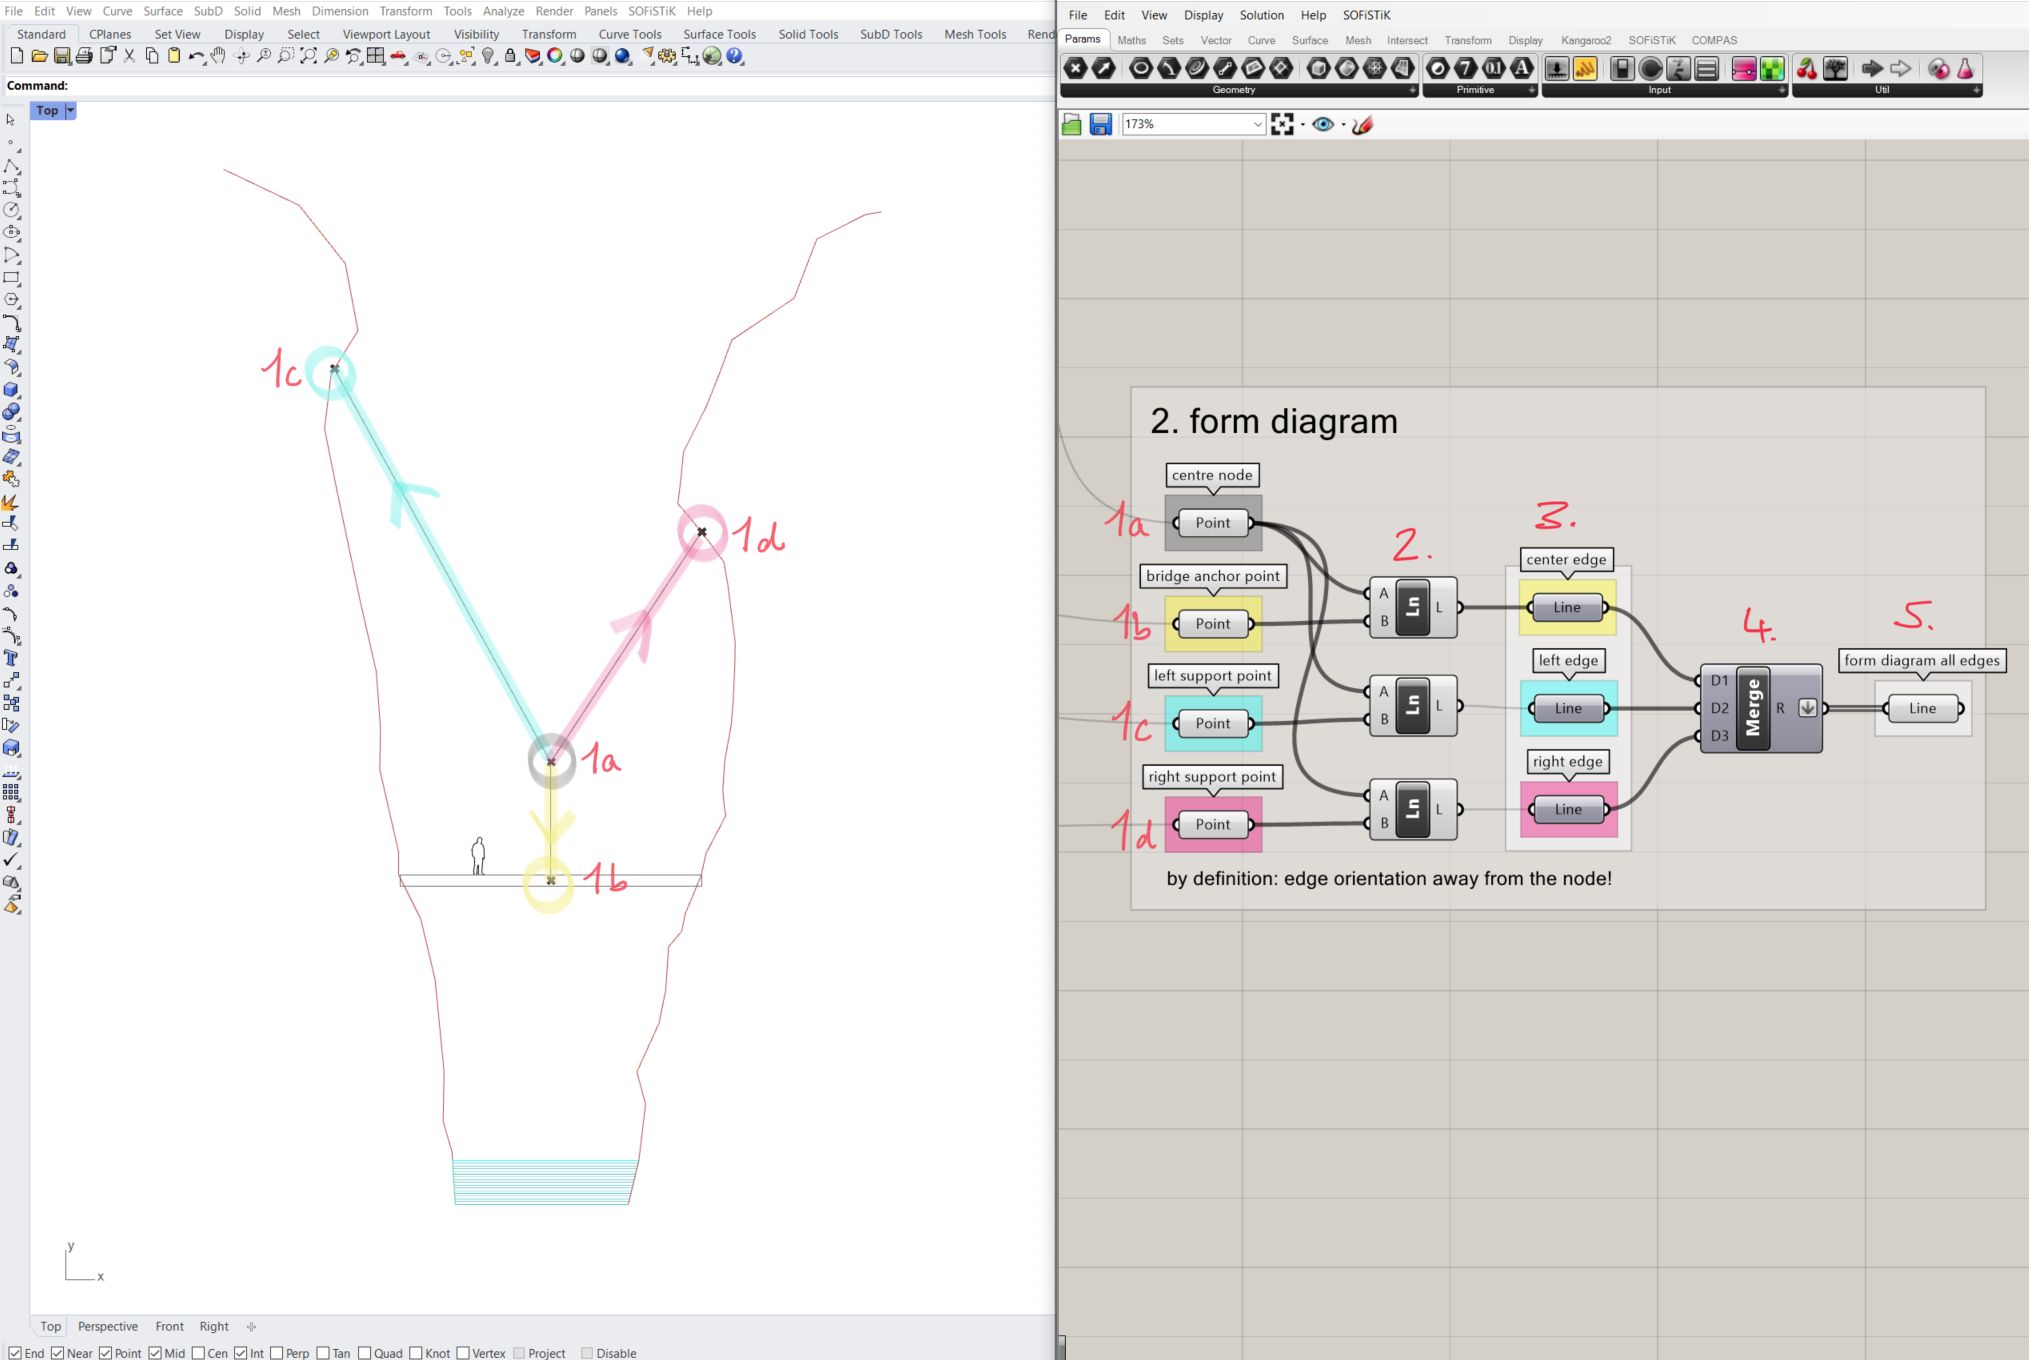 File Edit View Curve Surface SubD Solid Mesh Dimension Transform Tools Analyze Render Panels SOFiSTiK Help
Standard CPlanes Set View Display Select Viewport Layout Visibility Transform Curve Tools Surface Tools Solid Tools SubD Tools Mesh Tools Rend
Command:
Top
1c
1d
1a
1b
y
x
Top Perspective Front Right
End Near Point Mid Cen Int Perp Tan Quad Knot Vertex Project Disable
File Edit View Display Solution Help SOFiSTiK
Params Maths Sets Vector Curve Surface Mesh Intersect Transform Display Kangaroo2 SOFiSTiK COMPAS
Geometry Primitive Input Util
173%
2. form diagram
centre node
1a Point
bridge anchor point
1b Point
left support point
1c Point
right support point
1d Point
2.
A B Ln L
A B Ln L
A B Ln L
3.
center edge
Line
left edge
Line
right edge
Line
4.
D1
D2 Merge R
D3
5.
form diagram all edges
Line
by definition: edge orientation away from the node!